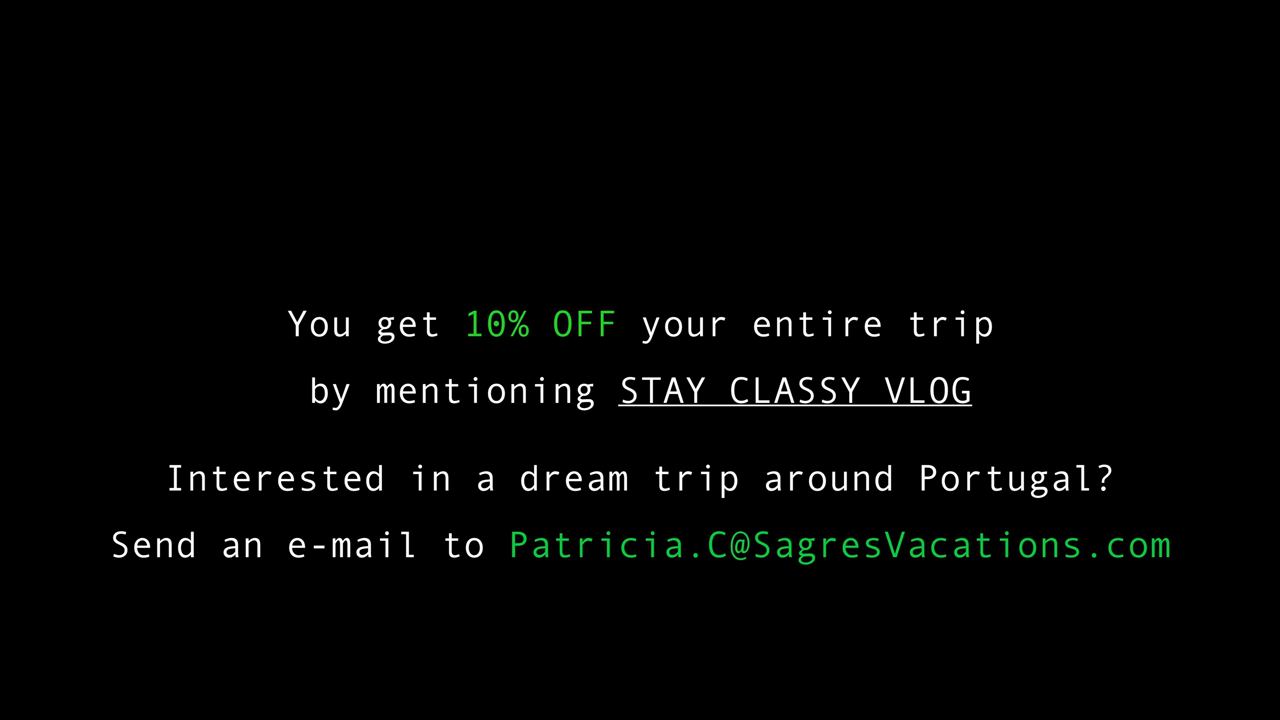 You get 10% OFF your entire trip
by mentioning STAY CLASSY VLOG
Interested in a dream trip around Portugal?
Send an e-mail to Patricia.C@SagresVacations.com